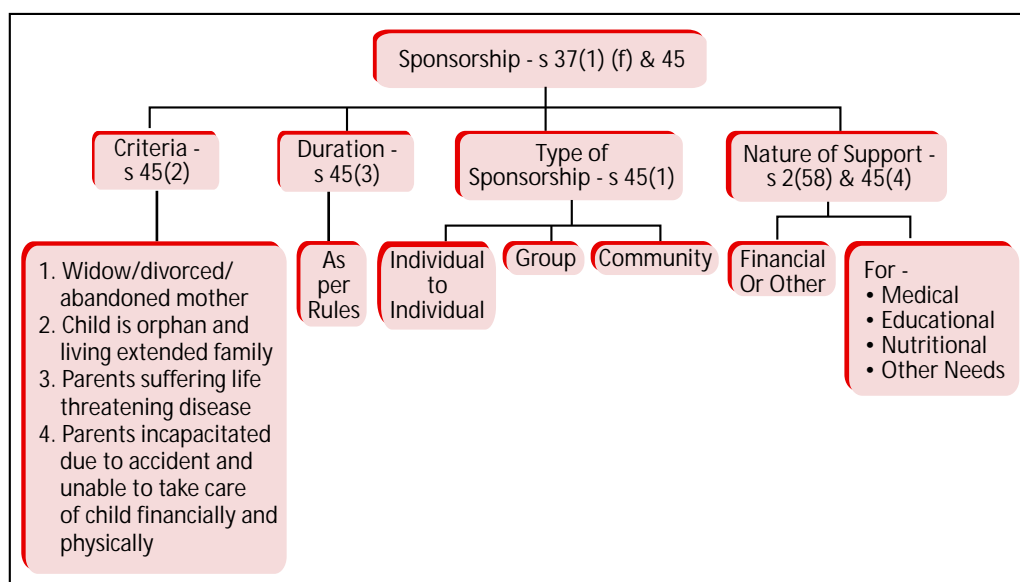 Sponsorship - s 37(1) (f) & 45
Criteria -
s 45(2)
Duration -
s 45(3)
Type of
Sponsorship - s 45(1)
Nature of Support -
s 2(58) & 45(4)
1. Widow/divorced/
abandoned mother
2. Child is orphan and
living extended family
3. Parents suffering life
threatening disease
4. Parents incapacitated
due to accident and
unable to take care
of child financially and
physically
As
per
Rules
Individual
to
Individual
Group
Community
Financial
Or Other
For -
• Medical
• Educational
• Nutritional
• Other Needs